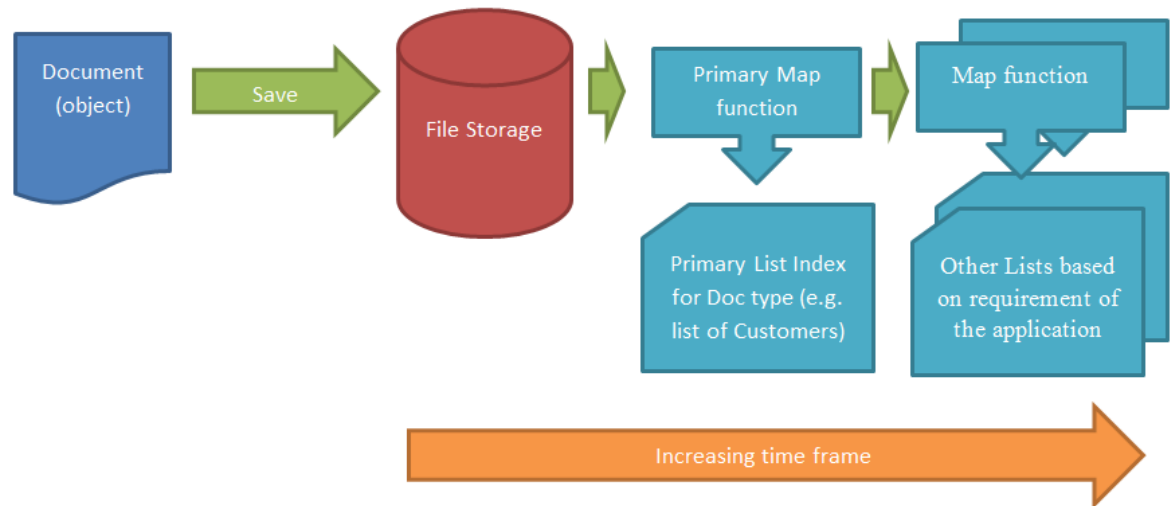 Document
(object)
Save
File Storage
Primary Map
function
Map function
Primary List Index
for Doc type (e.g.
list of Customers)
Other Lists based
on requirement of
the application
Increasing time frame